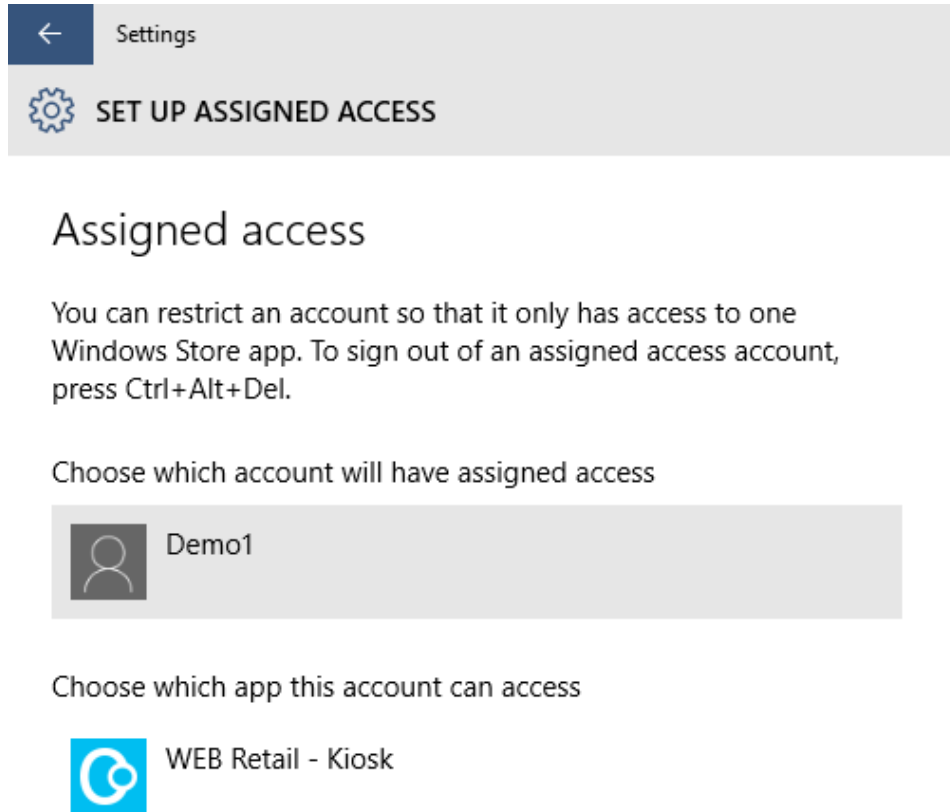 Settings
SET UP ASSIGNED ACCESS
Assigned access
You can restrict an account so that it only has access to one
Windows Store app. To sign out of an assigned access account,
press Ctrl+Alt+Del.
Choose which account will have assigned access
Demo1
Choose which app this account can access
WEB Retail - Kiosk